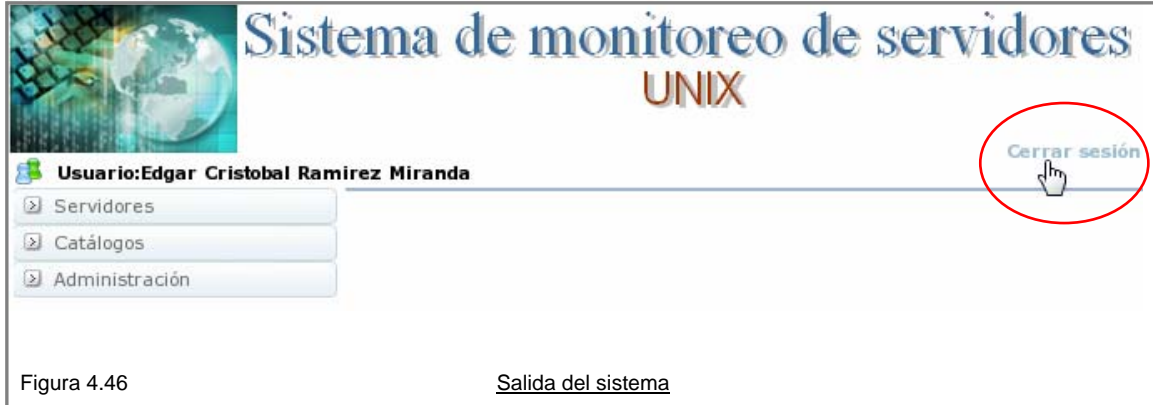 Sistema de monitoreo de servidores
UNIX
Cerrar sesión
Usuario:Edgar Cristobal Ramirez Miranda
Servidores
Catálogos
Administración
Figura 4.46 Salida del sistema